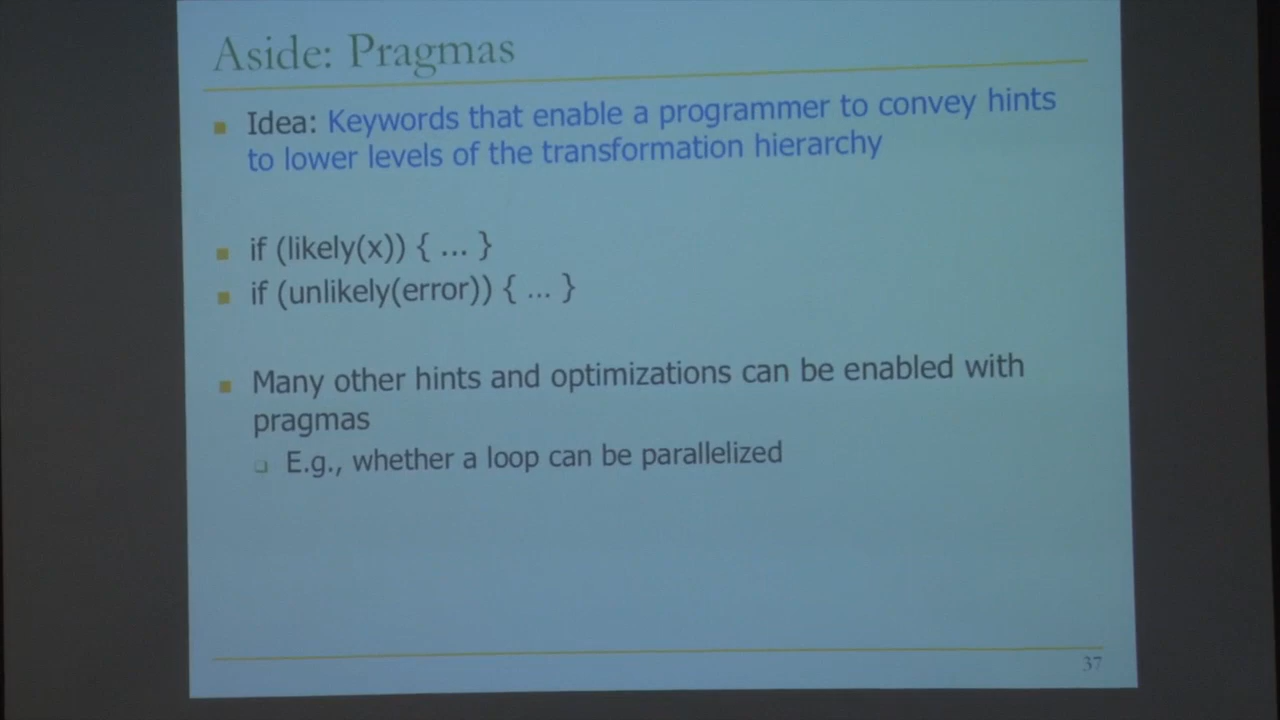 Aside: Pragmas
Idea: Keywords that enable a programmer to convey hints
to lower levels of the transformation hierarchy
if (likely(x)) { ... }
if (unlikely(error)) { ... }
Many other hints and optimizations can be enabled with
pragmas
E.g., whether a loop can be parallelized
37